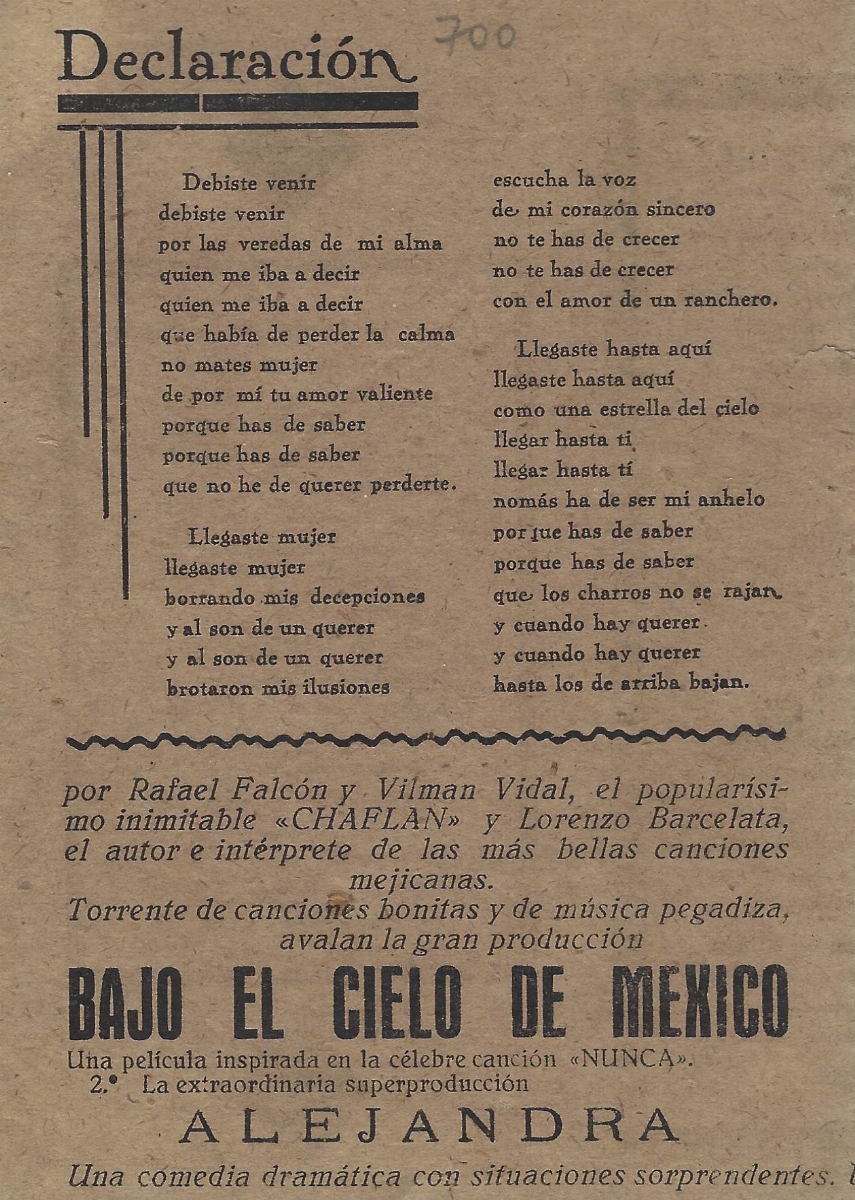 Declaración
700
Debiste venir
debiste venir
por las veredas de mi alma
quien me iba a decir
quien me iba a decir
que había de perder la calma
no mates mujer
de por mí tu amor valiente
porque has de saber
porque has de saber
que no he de querer perderte.
Llegaste mujer
llegaste mujer
borrando mis decepciones
y al son de un querer
y al son de un querer
brotaron mis ilusiones
escucha la voz
de mi corazón sincero
no te has de crecer
no te has de crecer
con el amor de un ranchero.
Llegaste hasta aquí
llegaste hasta aquí
como una estrella del cielo
llegar hasta ti
llegar hasta tí
nomás ha de ser mi anhelo
porque has de saber
porque has de saber
que los charros no se rajan
y cuando hay querer
y cuando hay querer
hasta los de arriba bajan.
por Rafael Falcón y Vilman Vidal, el popularísi-
mo inimitable «CHAFLAN» y Lorenzo Barcelata,
el autor e intérprete de las más bellas canciones
mejicanas.
Torrente de canciones bonitas y de música pegadiza,
avalan la gran producción
BAJO EL CIELO DE MEXICO
Una película inspirada en la célebre canción «NUNCA».
2.º La extraordinaria superproducción
ALEJANDRA
Una comedia dramática con situaciones sorprendentes.